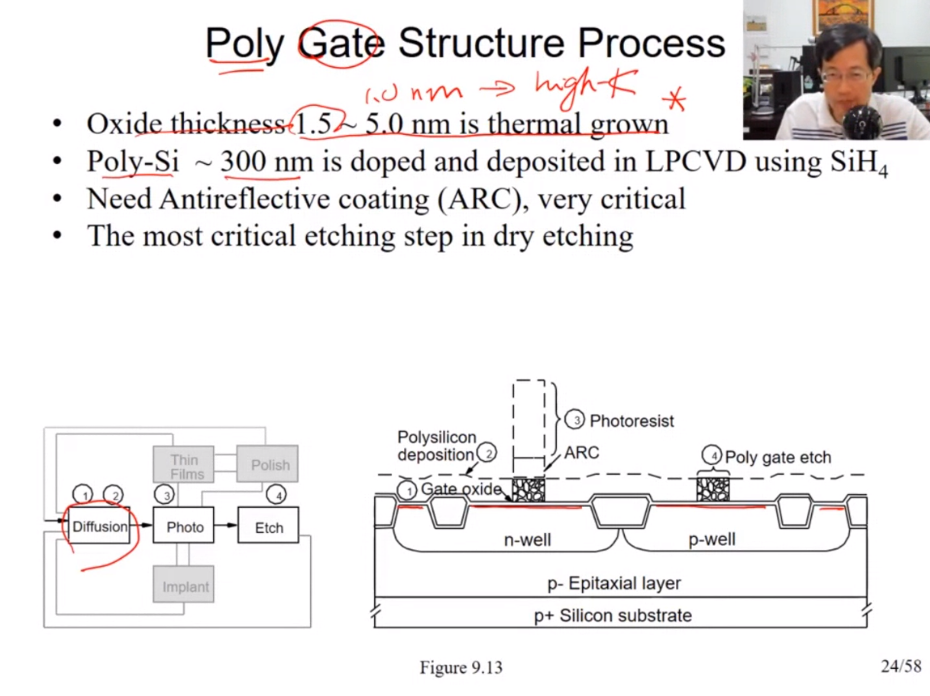 Poly Gate Structure Process
1.0 nm → high-K
• Oxide thickness 1.5 ~ 5.0 nm is thermal grown *
• Poly-Si ~ 300 nm is doped and deposited in LPCVD using SiH₄
• Need Antireflective coating (ARC), very critical
• The most critical etching step in dry etching
Thin
Films
Polish
1 2 3 4
Diffusion
Photo
Etch
Implant
3 Photoresist
Polysilicon
deposition 2
ARC
4 Poly gate etch
1 Gate oxide
n-well
p-well
p- Epitaxial layer
p+ Silicon substrate
Figure 9.13
24/58